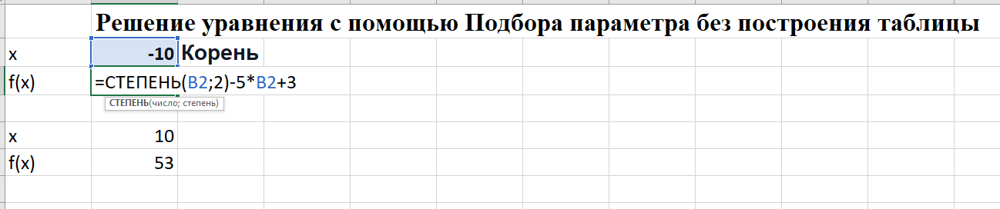 Решение уравнения с помощью Подбора параметра без построения таблицы
x -10 Корень
f(x) =СТЕПЕНЬ(B2;2)-5*B2+3
СТЕПЕНЬ(число; степень)
x 10
f(x) 53